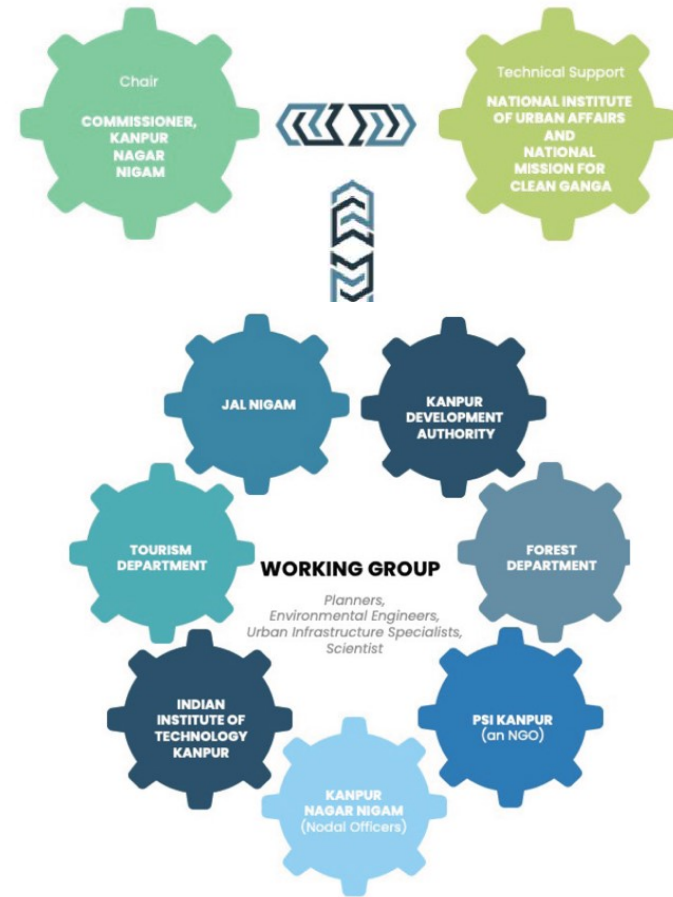 Chair
COMMISSIONER,
KANPUR
NAGAR
NIGAM
Technical Support
NATIONAL INSTITUTE
OF URBAN AFFAIRS
AND
NATIONAL
MISSION FOR
CLEAN GANGA
JAL NIGAM
KANPUR
DEVELOPMENT
AUTHORITY
TOURISM
DEPARTMENT
FOREST
DEPARTMENT
WORKING GROUP
Planners,
Environmental Engineers,
Urban Infrastructure Specialists,
Scientist
INDIAN
INSTITUTE OF
TECHNOLOGY
KANPUR
PSI KANPUR
(an NGO)
KANPUR
NAGAR NIGAM
(Nodal Officers)